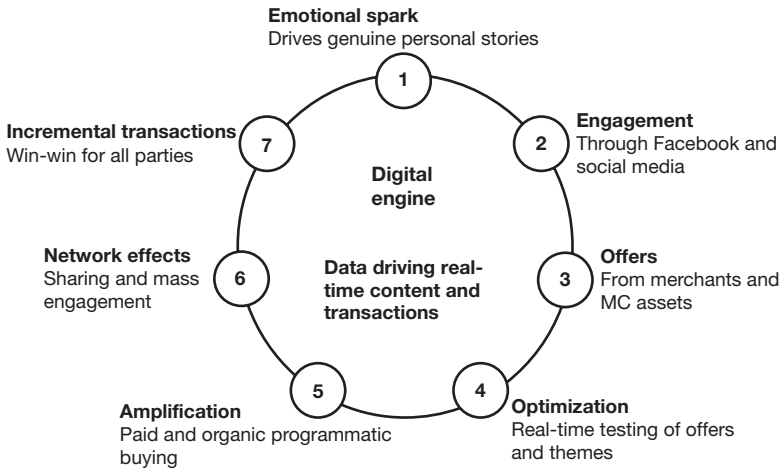 Emotional spark
Drives genuine personal stories
1
Engagement
Through Facebook and
social media
2
Offers
From merchants and
MC assets
3
Optimization
Real-time testing of offers
and themes
4
Amplification
Paid and organic programmatic
buying
5
Network effects
Sharing and mass
engagement
6
Incremental transactions
Win-win for all parties
7
Digital
engine
Data driving real-
time content and
transactions